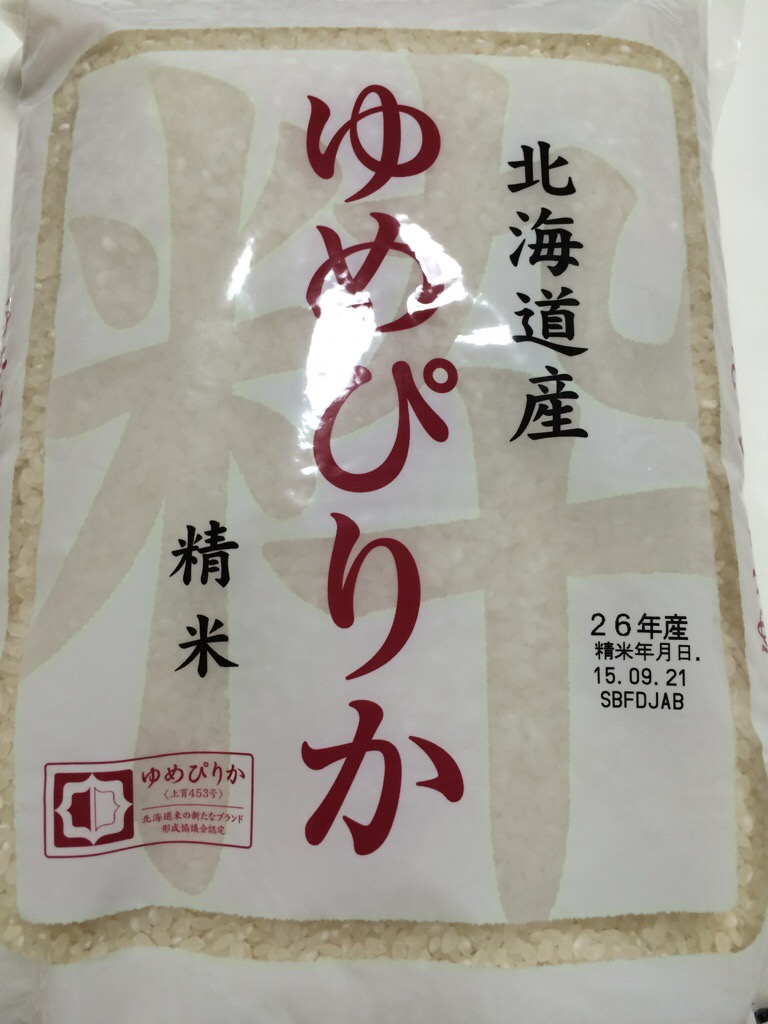 北海道産
ゆめぴりか
精米
26年産
精米年月日.
15.09.21
SBFDJAB
ゆめぴりか
〈上育453号〉
北海道米の新たなブランド
形成協議会認定